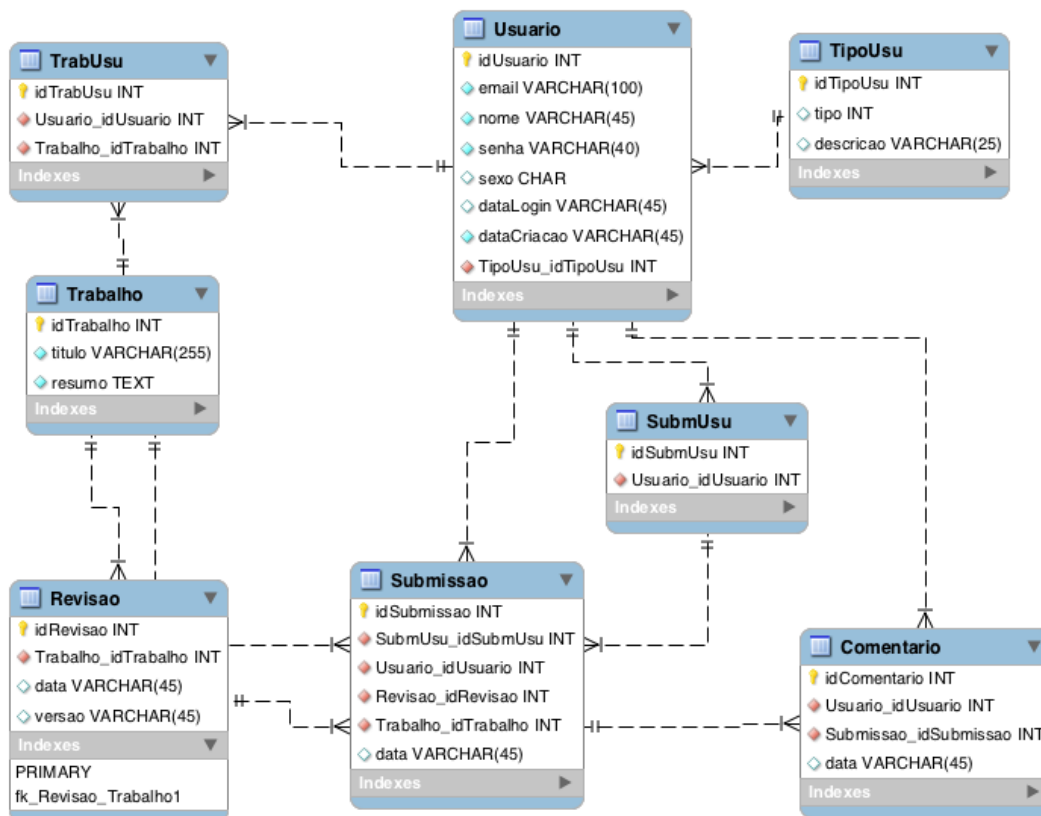 TrabUsu
idTrabUsu INT
Usuario_idUsuario INT
Trabalho_idTrabalho INT
Indexes
Usuario
idUsuario INT
email VARCHAR(100)
nome VARCHAR(45)
senha VARCHAR(40)
sexo CHAR
dataLogin VARCHAR(45)
dataCriacao VARCHAR(45)
TipoUsu_idTipoUsu INT
Indexes
TipoUsu
idTipoUsu INT
tipo INT
descricao VARCHAR(25)
Indexes
Trabalho
idTrabalho INT
titulo VARCHAR(255)
resumo TEXT
Indexes
SubmUsu
idSubmUsu INT
Usuario_idUsuario INT
Indexes
Revisao
idRevisao INT
Trabalho_idTrabalho INT
data VARCHAR(45)
versao VARCHAR(45)
Indexes
PRIMARY
fk_Revisao_Trabalho1
Submissao
idSubmissao INT
SubmUsu_idSubmUsu INT
Usuario_idUsuario INT
Revisao_idRevisao INT
Trabalho_idTrabalho INT
data VARCHAR(45)
Indexes
Comentario
idComentario INT
Usuario_idUsuario INT
Submissao_idSubmissao INT
data VARCHAR(45)
Indexes